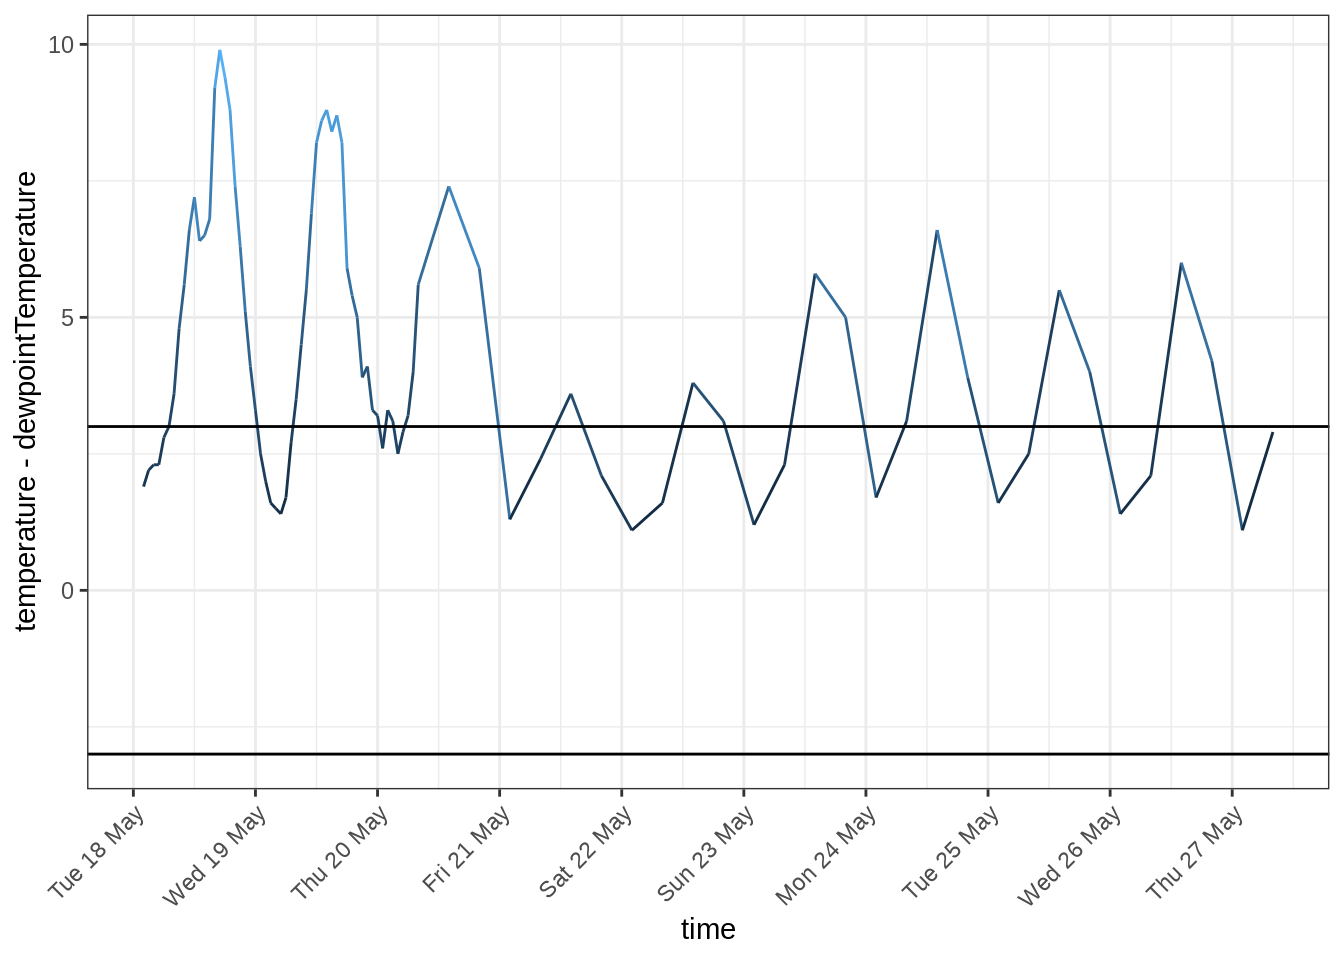 temperature - dewpointTemperature
10
5
0
Tue 18 May
Wed 19 May
Thu 20 May
Fri 21 May
Sat 22 May
Sun 23 May
Mon 24 May
Tue 25 May
Wed 26 May
Thu 27 May
time